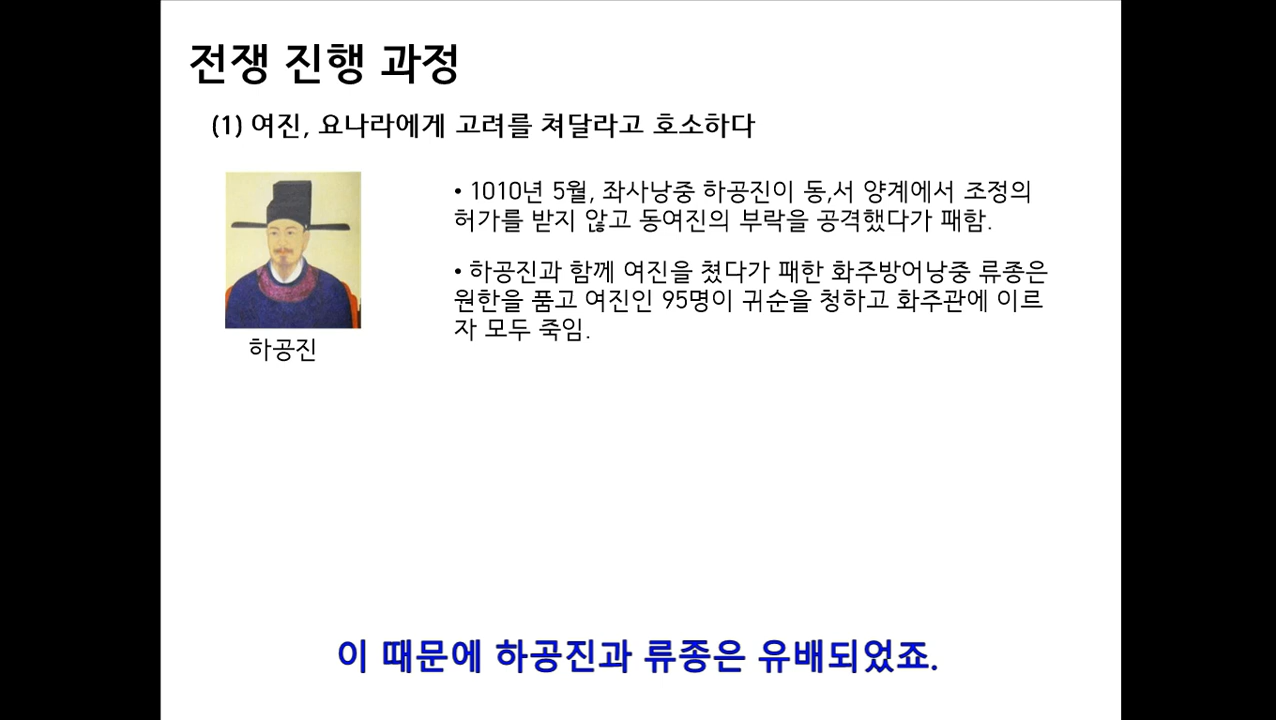 전쟁 진행 과정
(1) 여진, 요나라에게 고려를 쳐달라고 호소하다
• 1010년 5월, 좌사낭중 하공진이 동,서 양계에서 조정의
허가를 받지 않고 동여진의 부락을 공격했다가 패함.
• 하공진과 함께 여진을 쳤다가 패한 화주방어낭중 류종은
원한을 품고 여진인 95명이 귀순을 청하고 화주관에 이르
자 모두 죽임.
하공진
이 때문에 하공진과 류종은 유배되었죠.